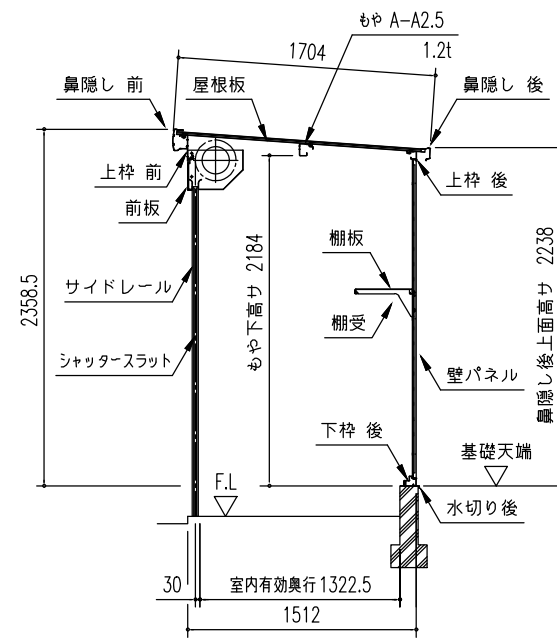 もや A-A2.5
1704
1.2t
鼻隠し 前
屋根板
鼻隠し 後
上枠 前
上枠 後
前板
棚板
サイドレール
2358.5
もや下高サ 2184
鼻隠し後上面高サ 2238
棚受
シャッタースラット
壁パネル
下枠 後
基礎天端
F.L
水切り後
30
室内有効奥行1322.5
1512